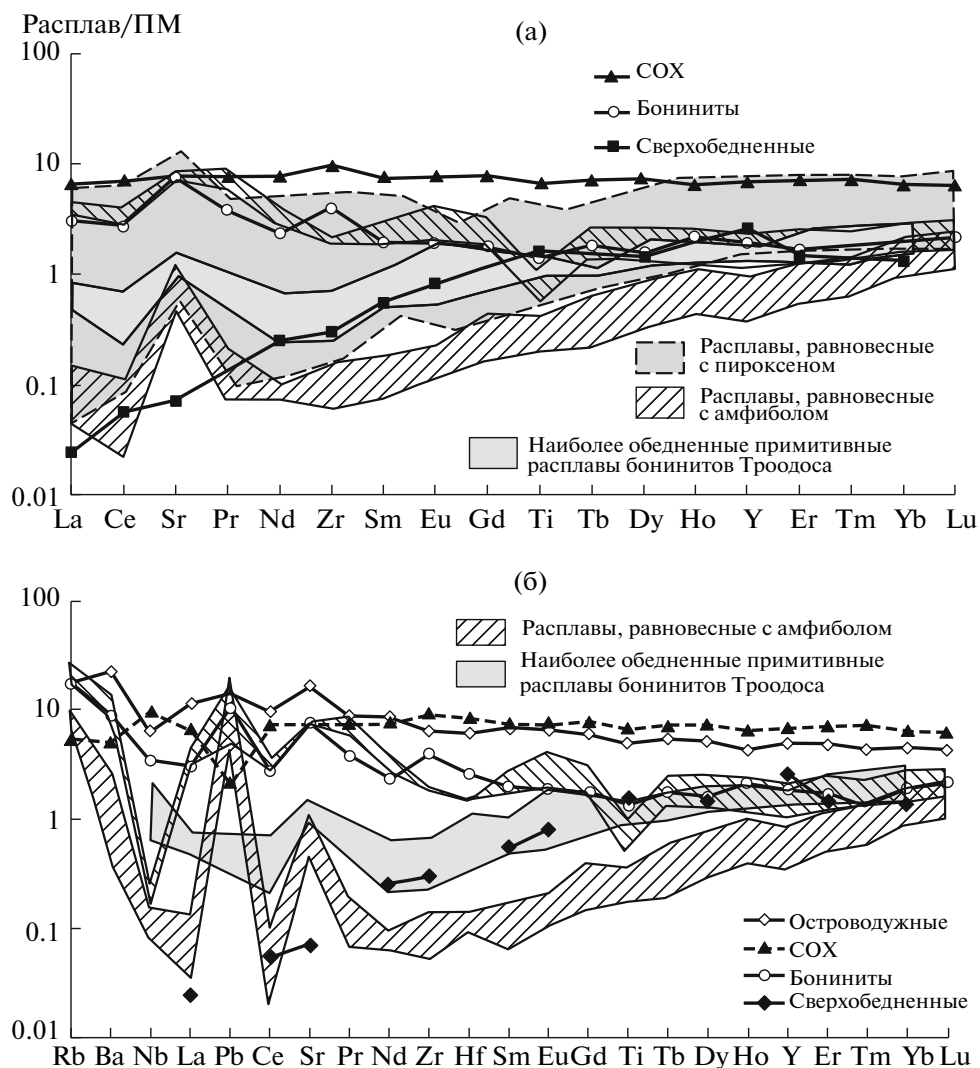 Расплав/ПМ
(а)
100
10
1
0.1
0.01
СОХ
Бониниты
Сверхобедненные
Расплавы, равновесные
с пироксеном
Расплавы, равновесные
с амфиболом
Наиболее обедненные примитивные
расплавы бонинитов Троодоса
La Ce Sr Pr Nd Zr Sm Eu Gd Ti Tb Dy Ho Y Er Tm Yb Lu
(б)
100
10
1
0.1
0.01
Расплавы, равновесные с амфиболом
Наиболее обедненные примитивные
расплавы бонинитов Троодоса
Островодужные
СОХ
Бониниты
Сверхобедненные
Rb Ba Nb La Pb Ce Sr Pr Nd Zr Hf Sm Eu Gd Ti Tb Dy Ho Y Er Tm Yb Lu